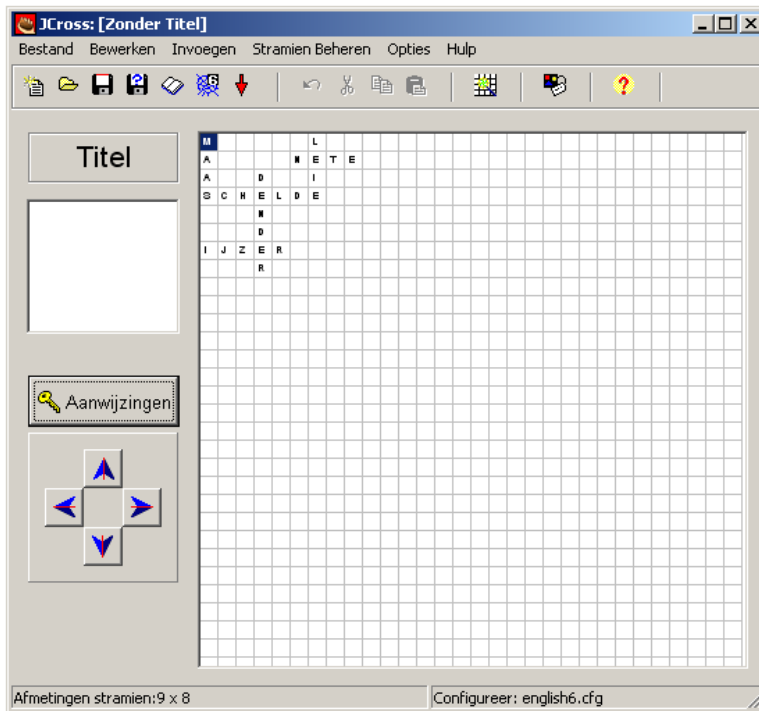 JCross: [Zonder Titel]
Bestand Bewerken Invoegen Stramien Beheren Opties Hulp
Titel
M L
A N E T E
A D I
S C H E L D E
N
D
I J Z E R
R
Aanwijzingen
Afmetingen stramien:9 x 8
Configureer: english6.cfg